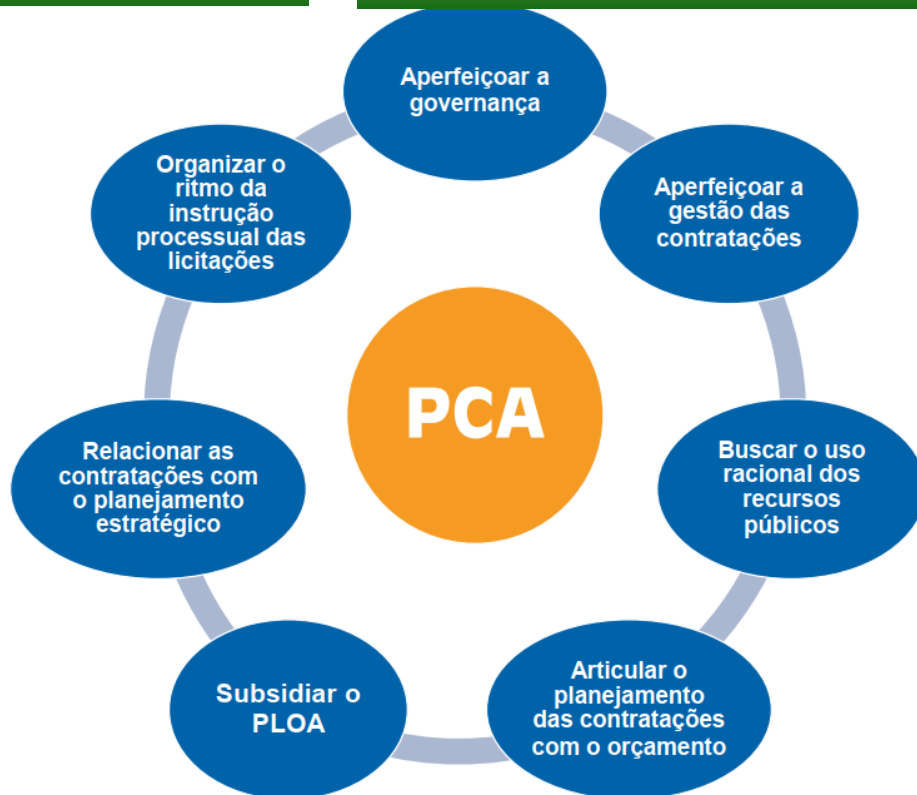 Aperfeiçoar a
governança
Aperfeiçoar a
gestão das
contratações
Buscar o uso
racional dos
recursos
públicos
Articular o
planejamento
das contratações
com o orçamento
Subsidiar o
PLOA
Relacionar as
contratações com
o planejamento
estratégico
Organizar o
ritmo da
instrução
processual das
licitações
PCA